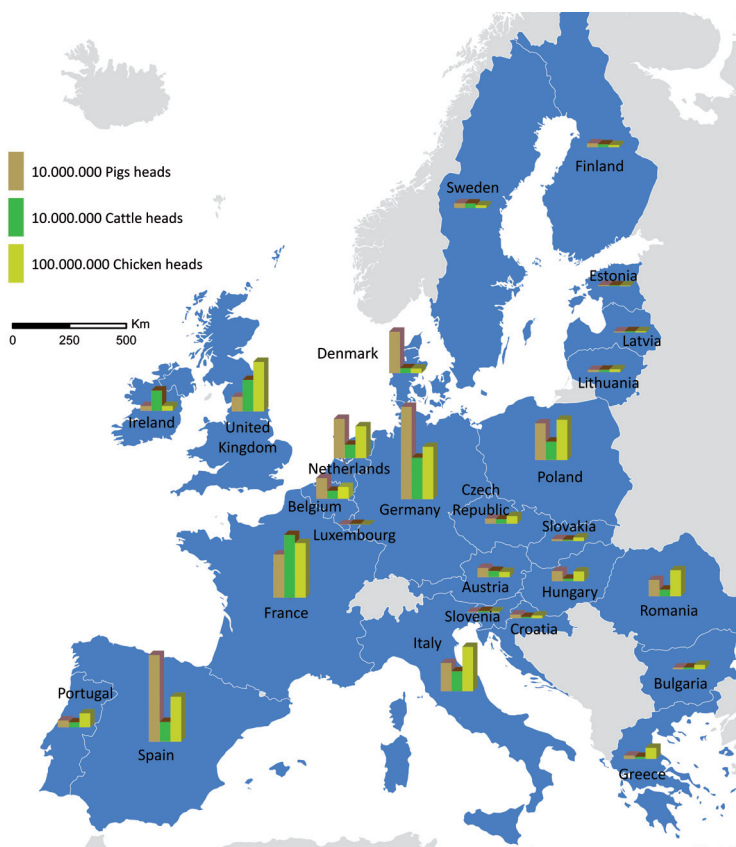 10.000.000 Pigs heads
10.000.000 Cattle heads
100.000.000 Chicken heads
Km
0 250 500
Finland
Sweden
Estonia
Latvia
Lithuania
Denmark
Ireland
United
Kingdom
Netherlands
Belgium
Luxembourg
Germany
Poland
Czech
Republic
Slovakia
France
Austria
Hungary
Romania
Slovenia
Croatia
Italy
Bulgaria
Portugal
Spain
Greece